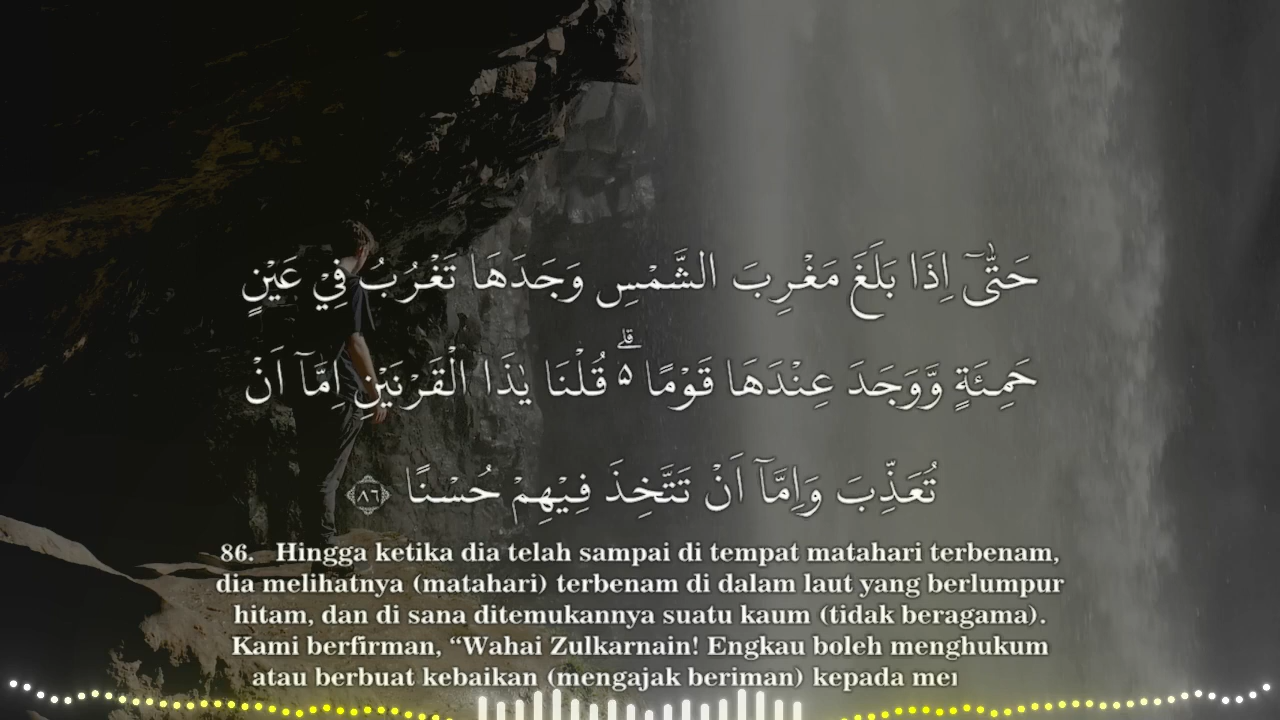 حَتّٰىٓ اِذَا بَلَغَ مَغْرِبَ الشَّمْسِ وَجَدَهَا تَغْرُبُ فِيْ عَيْنٍ
حَمِئَةٍ وَّوَجَدَ عِنْدَهَا قَوْمًا ەۗ قُلْنَا يٰذَا الْقَرْنَيْنِ اِمَّآ اَنْ
تُعَذِّبَ وَاِمَّآ اَنْ تَتَّخِذَ فِيْهِمْ حُسْنًا ٨٦
86. Hingga ketika dia telah sampai di tempat matahari terbenam,
dia melihatnya (matahari) terbenam di dalam laut yang berlumpur
hitam, dan di sana ditemukannya suatu kaum (tidak beragama).
Kami berfirman, “Wahai Zulkarnain! Engkau boleh menghukum
atau berbuat kebaikan (mengajak beriman) kepada